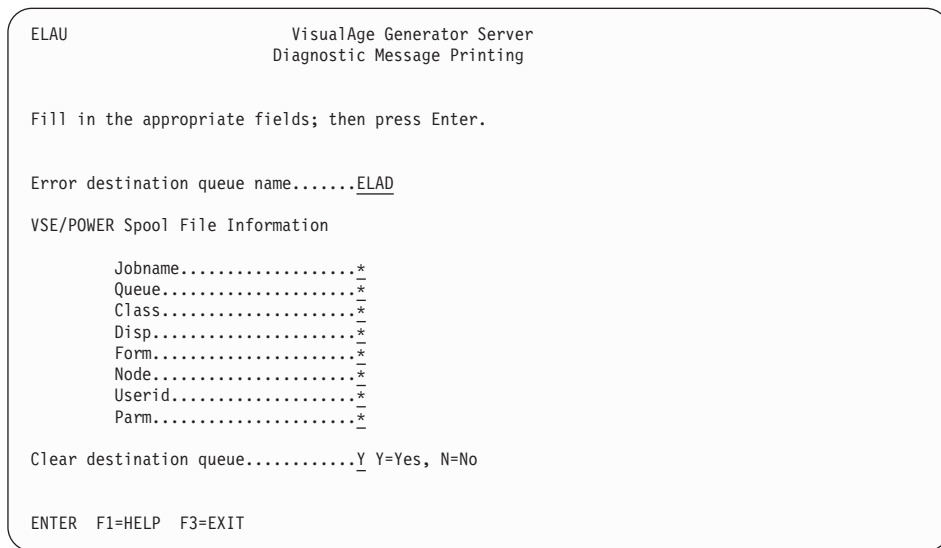 ELAU VisualAge Generator Server
Diagnostic Message Printing
Fill in the appropriate fields; then press Enter.
Error destination queue name.......ELAD
VSE/POWER Spool File Information
Jobname...................*
Queue.....................*
Class.....................*
Disp......................*
Form......................*
Node......................*
Userid....................*
Parm......................*
Clear destination queue............Y Y=Yes, N=No
ENTER F1=HELP F3=EXIT